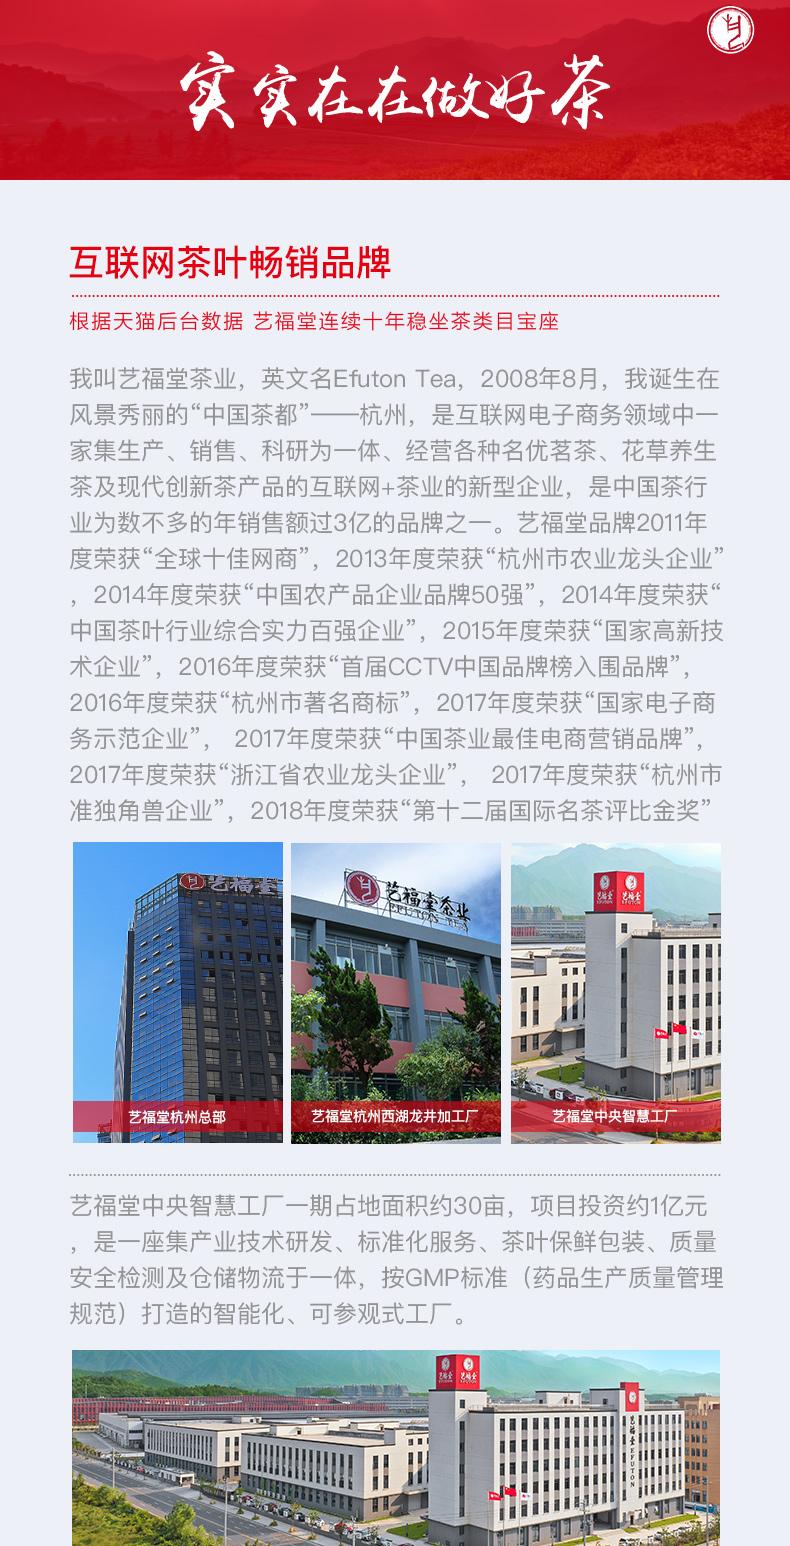 实实在在做好茶
互联网茶叶畅销品牌
根据天猫后台数据 艺福堂连续十年稳坐茶类目宝座
我叫艺福堂茶业，英文名Efuton Tea，2008年8月，我诞生在
风景秀丽的“中国茶都”——杭州，是互联网电子商务领域中一
家集生产、销售、科研为一体、经营各种名优茗茶、花草养生
茶及现代创新茶产品的互联网+茶业的新型企业，是中国茶行
业为数不多的年销售额过3亿的品牌之一。艺福堂品牌2011年
度荣获“全球十佳网商”，2013年度荣获“杭州市农业龙头企业”
，2014年度荣获“中国农产品企业品牌50强”，2014年度荣获“
中国茶叶行业综合实力百强企业”，2015年度荣获“国家高新技
术企业”，2016年度荣获“首届CCTV中国品牌榜入围品牌”，
2016年度荣获“杭州市著名商标”，2017年度荣获“国家电子商
务示范企业”， 2017年度荣获“中国茶业最佳电商营销品牌”，
2017年度荣获“浙江省农业龙头企业”， 2017年度荣获“杭州市
准独角兽企业”，2018年度荣获“第十二届国际名茶评比金奖”
艺福堂
艺福堂茶业
EFUTON TEA
艺福堂 艺福堂
EFUTON EFUTON
艺福堂杭州总部
艺福堂杭州西湖龙井加工厂
艺福堂中央智慧工厂
艺福堂中央智慧工厂一期占地面积约30亩，项目投资约1亿元
，是一座集产业技术研发、标准化服务、茶叶保鲜包装、质量
安全检测及仓储物流于一体，按GMP标准（药品生产质量管理
规范）打造的智能化、可参观式工厂。
艺福堂 艺福堂
EFUTON EFUTON
艺福堂EFUTON